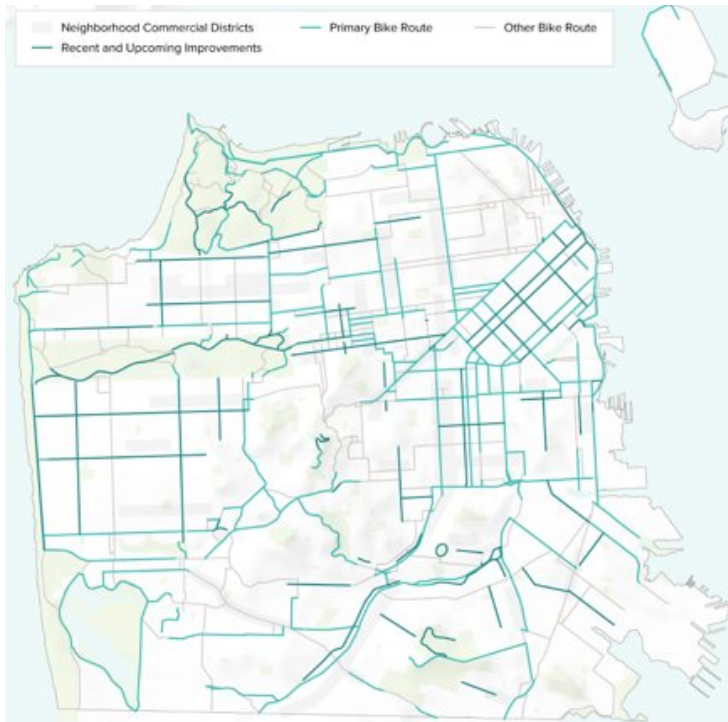 Neighborhood Commercial Districts Primary Bike Route Other Bike Route
Recent and Upcoming Improvements